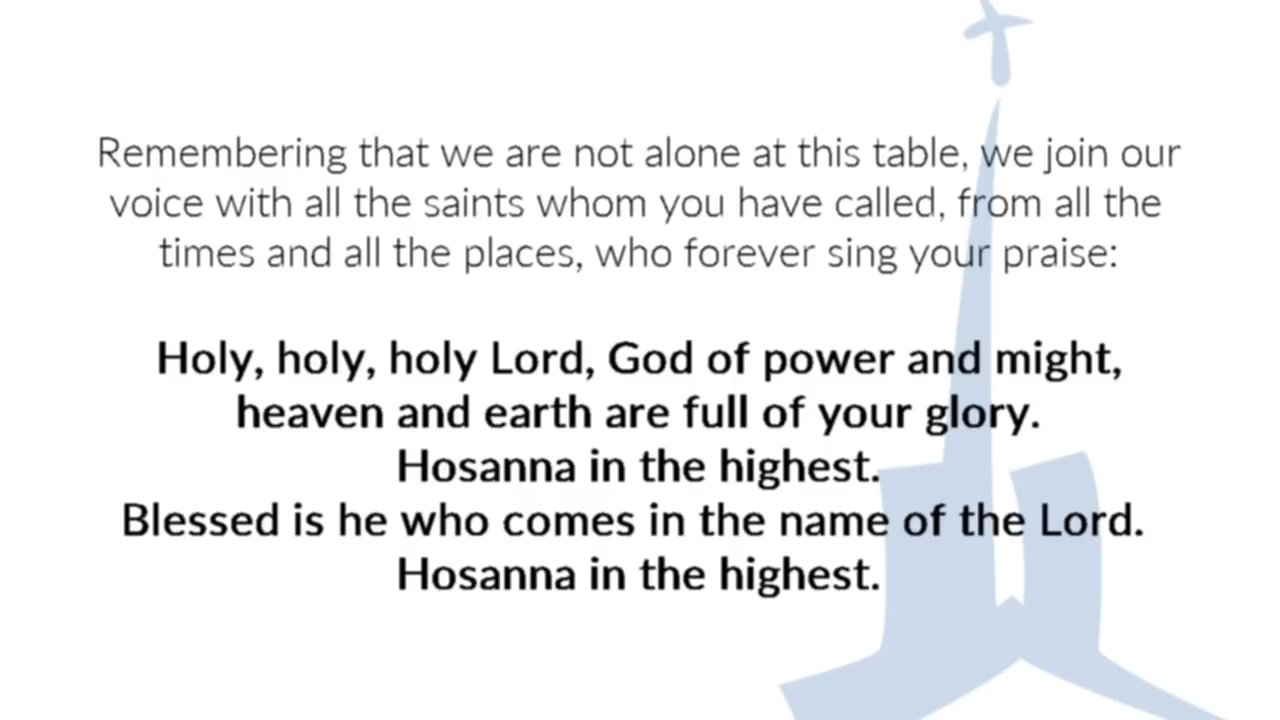 Remembering that we are not alone at this table, we join our
voice with all the saints whom you have called, from all the
times and all the places, who forever sing your praise:
Holy, holy, holy Lord, God of power and might,
heaven and earth are full of your glory.
Hosanna in the highest.
Blessed is he who comes in the name of the Lord.
Hosanna in the highest.